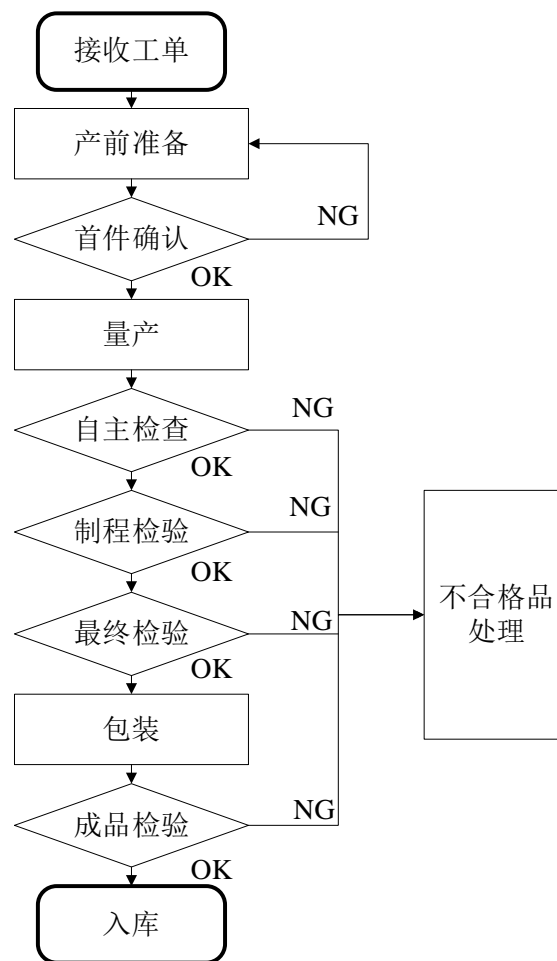 接收工单
产前准备
NG
首件确认
OK
量产
NG
自主检查
OK
NG
制程检验
OK
不合格品
处理
NG
最终检验
OK
包装
NG
成品检验
OK
入库